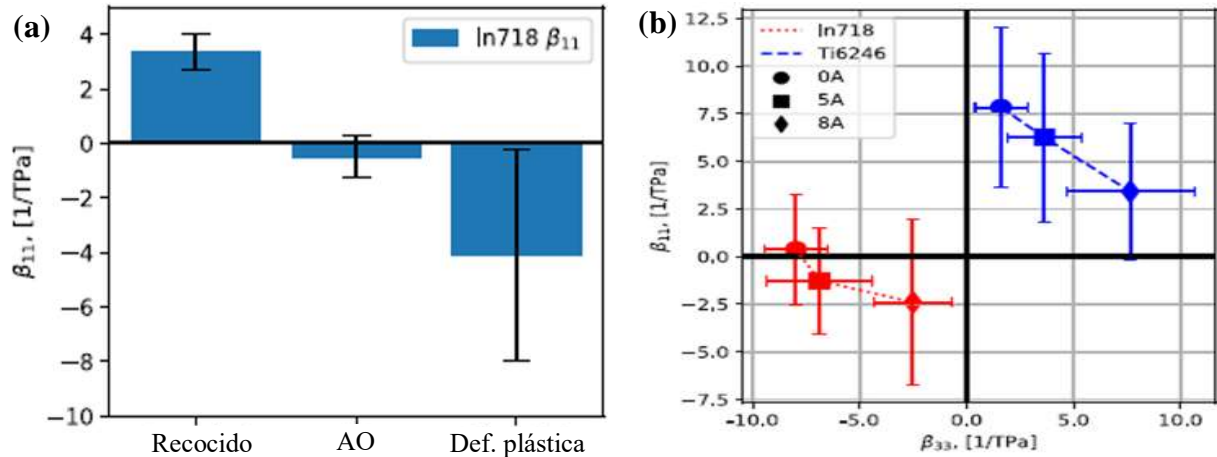 (a)
4
2
0
−2
−4
−6
−8
−10
β₁₁, [1/TPa]
In718 β₁₁
Recocido AO Def. plástica
(b)
12.5
10.0
7.5
5.0
2.5
0.0
−2.5
−5.0
−7.5
β₁₁, [1/TPa]
In718
Ti6246
0A
5A
8A
−10.0 −5.0 0.0 5.0 10.0
β₃₃, [1/TPa]